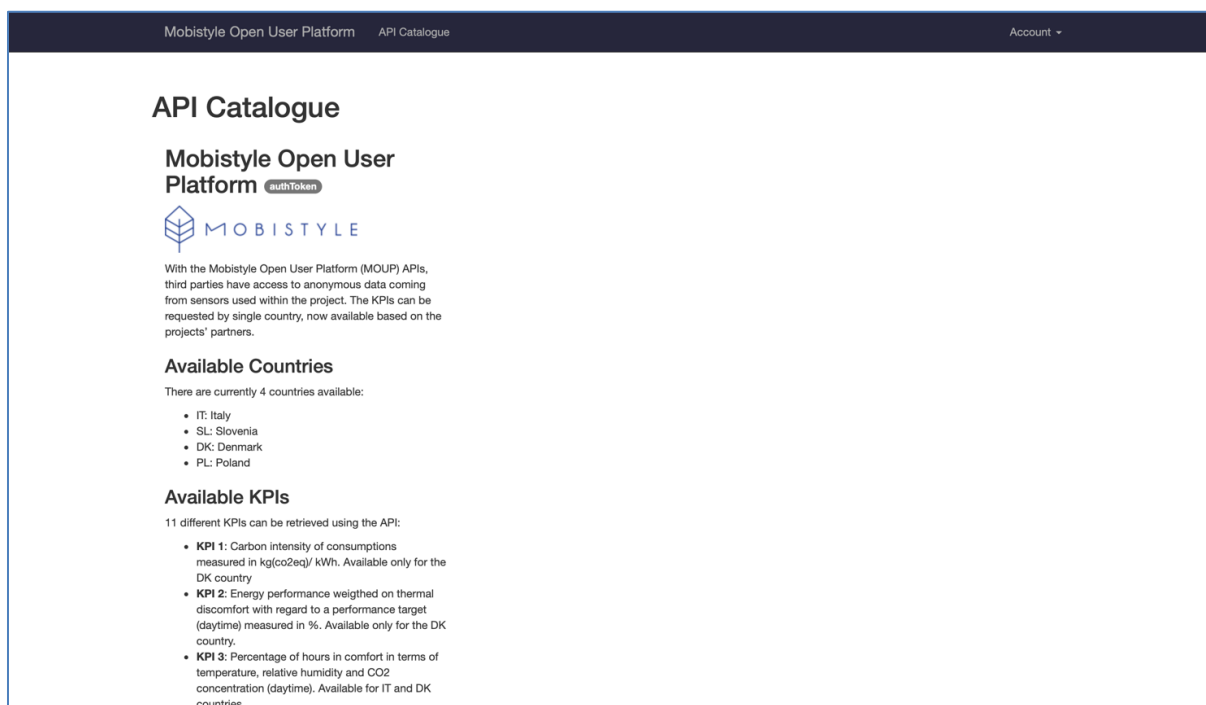 Mobistyle Open User Platform API Catalogue Account
API Catalogue
Mobistyle Open User
Platform authToken
MOBISTYLE
With the Mobistyle Open User Platform (MOUP) APIs,
third parties have access to anonymous data coming
from sensors used within the project. The KPIs can be
requested by single country, now available based on the
projects' partners.
Available Countries
There are currently 4 countries available:
• IT: Italy
• SL: Slovenia
• DK: Denmark
• PL: Poland
Available KPIs
11 different KPIs can be retrieved using the API:
• KPI 1: Carbon intensity of consumptions
measured in kg(co2eq)/ kWh. Available only for the
DK country
• KPI 2: Energy performance weigthed on thermal
discomfort with regard to a performance target
(daytime) measured in %. Available only for the DK
country.
• KPI 3: Percentage of hours in comfort in terms of
temperature, relative humidity and CO2
concentration (daytime). Available for IT and DK
countries